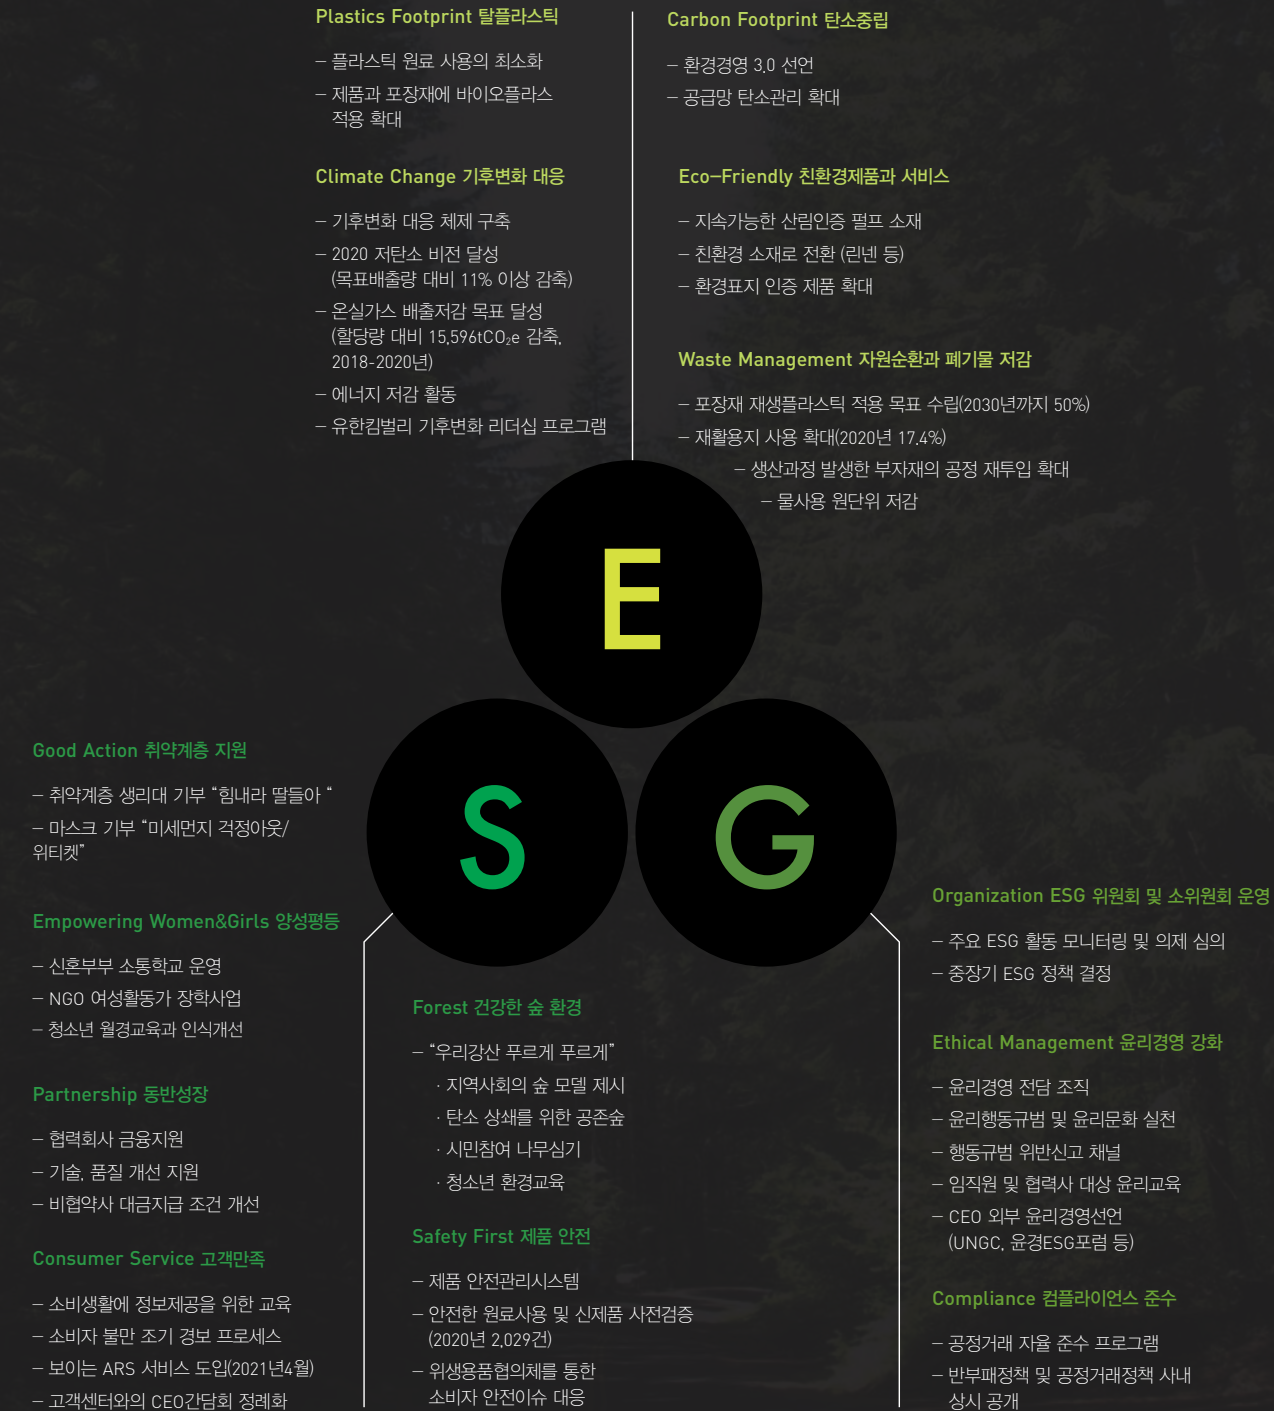 Plastics Footprint 탈플라스틱
– 플라스틱 원료 사용의 최소화
– 제품과 포장재에 바이오플라스
적용 확대
Climate Change 기후변화 대응
– 기후변화 대응 체제 구축
– 2020 저탄소 비전 달성
(목표배출량 대비 11% 이상 감축)
– 온실가스 배출저감 목표 달성
(할당량 대비 15,596tCO₂e 감축,
2018-2020년)
– 에너지 저감 활동
– 유한킴벌리 기후변화 리더십 프로그램
Carbon Footprint 탄소중립
– 환경경영 3.0 선언
– 공급망 탄소관리 확대
Eco–Friendly 친환경제품과 서비스
– 지속가능한 산림인증 펄프 소재
– 친환경 소재로 전환 (린넨 등)
– 환경표지 인증 제품 확대
Waste Management 자원순환과 폐기물 저감
– 포장재 재생플라스틱 적용 목표 수립(2030년까지 50%)
– 재활용지 사용 확대(2020년 17.4%)
– 생산과정 발생한 부자재의 공정 재투입 확대
– 물사용 원단위 저감
E
S
G
Good Action 취약계층 지원
– 취약계층 생리대 기부 “힘내라 딸들아 “
– 마스크 기부 “미세먼지 걱정아웃/
위티켓”
Empowering Women&Girls 양성평등
– 신혼부부 소통학교 운영
– NGO 여성활동가 장학사업
– 청소년 월경교육과 인식개선
Partnership 동반성장
– 협력회사 금융지원
– 기술, 품질 개선 지원
– 비협약사 대금지급 조건 개선
Consumer Service 고객만족
– 소비생활에 정보제공을 위한 교육
– 소비자 불만 조기 경보 프로세스
– 보이는 ARS 서비스 도입(2021년4월)
– 고객센터와의 CEO간담회 정례화
Forest 건강한 숲 환경
– “우리강산 푸르게 푸르게”
· 지역사회의 숲 모델 제시
· 탄소 상쇄를 위한 공존숲
· 시민참여 나무심기
· 청소년 환경교육
Safety First 제품 안전
– 제품 안전관리시스템
– 안전한 원료사용 및 신제품 사전검증
(2020년 2,029건)
– 위생용품협의체를 통한
소비자 안전이슈 대응
Organization ESG 위원회 및 소위원회 운영
– 주요 ESG 활동 모니터링 및 의제 심의
– 중장기 ESG 정책 결정
Ethical Management 윤리경영 강화
– 윤리경영 전담 조직
– 윤리행동규범 및 윤리문화 실천
– 행동규범 위반신고 채널
– 임직원 및 협력사 대상 윤리교육
– CEO 외부 윤리경영선언
(UNGC, 윤경ESG포럼 등)
Compliance 컴플라이언스 준수
– 공정거래 자율 준수 프로그램
– 반부패정책 및 공정거래정책 사내
상시 공개